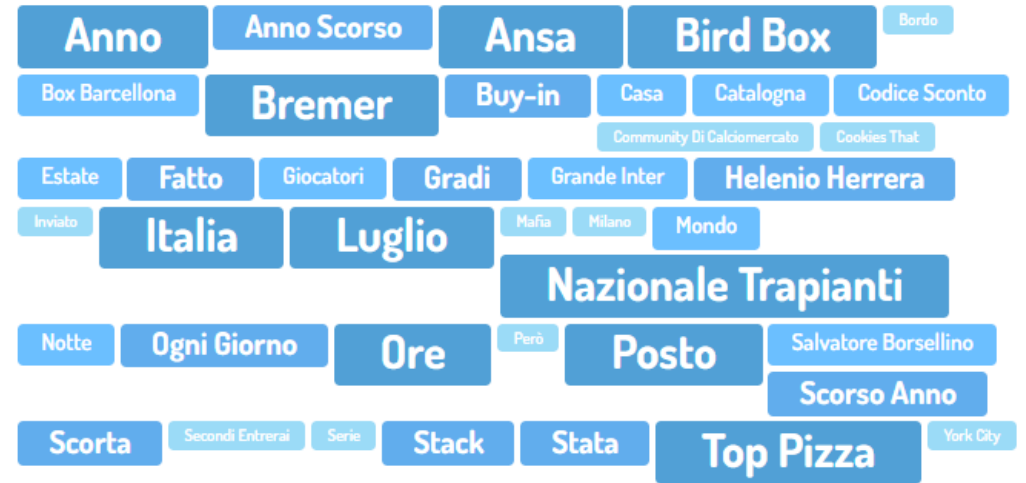 Anno Anno Scorso Ansa Bird Box Bordo
Box Barcellona Bremer Buy-in Casa Catalogna Codice Sconto
Community Di Calciomercato Cookies That
Estate Fatto Giocatori Gradi Grande Inter Helenio Herrera
Inviato Italia Luglio Mafia Milano Mondo
Nazionale Trapianti
Notte Ogni Giorno Ore Però Posto Salvatore Borsellino
Scorso Anno
Scorta Secondi Entrerai Serie Stack Stata Top Pizza York City